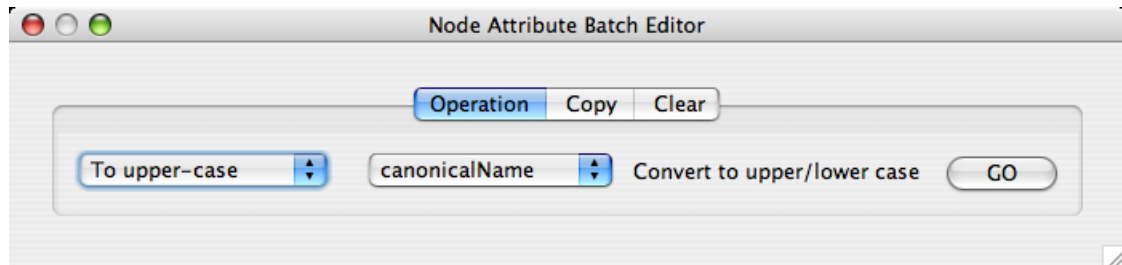 Node Attribute Batch Editor
Operation Copy Clear
To upper-case canonicalName Convert to upper/lower case GO